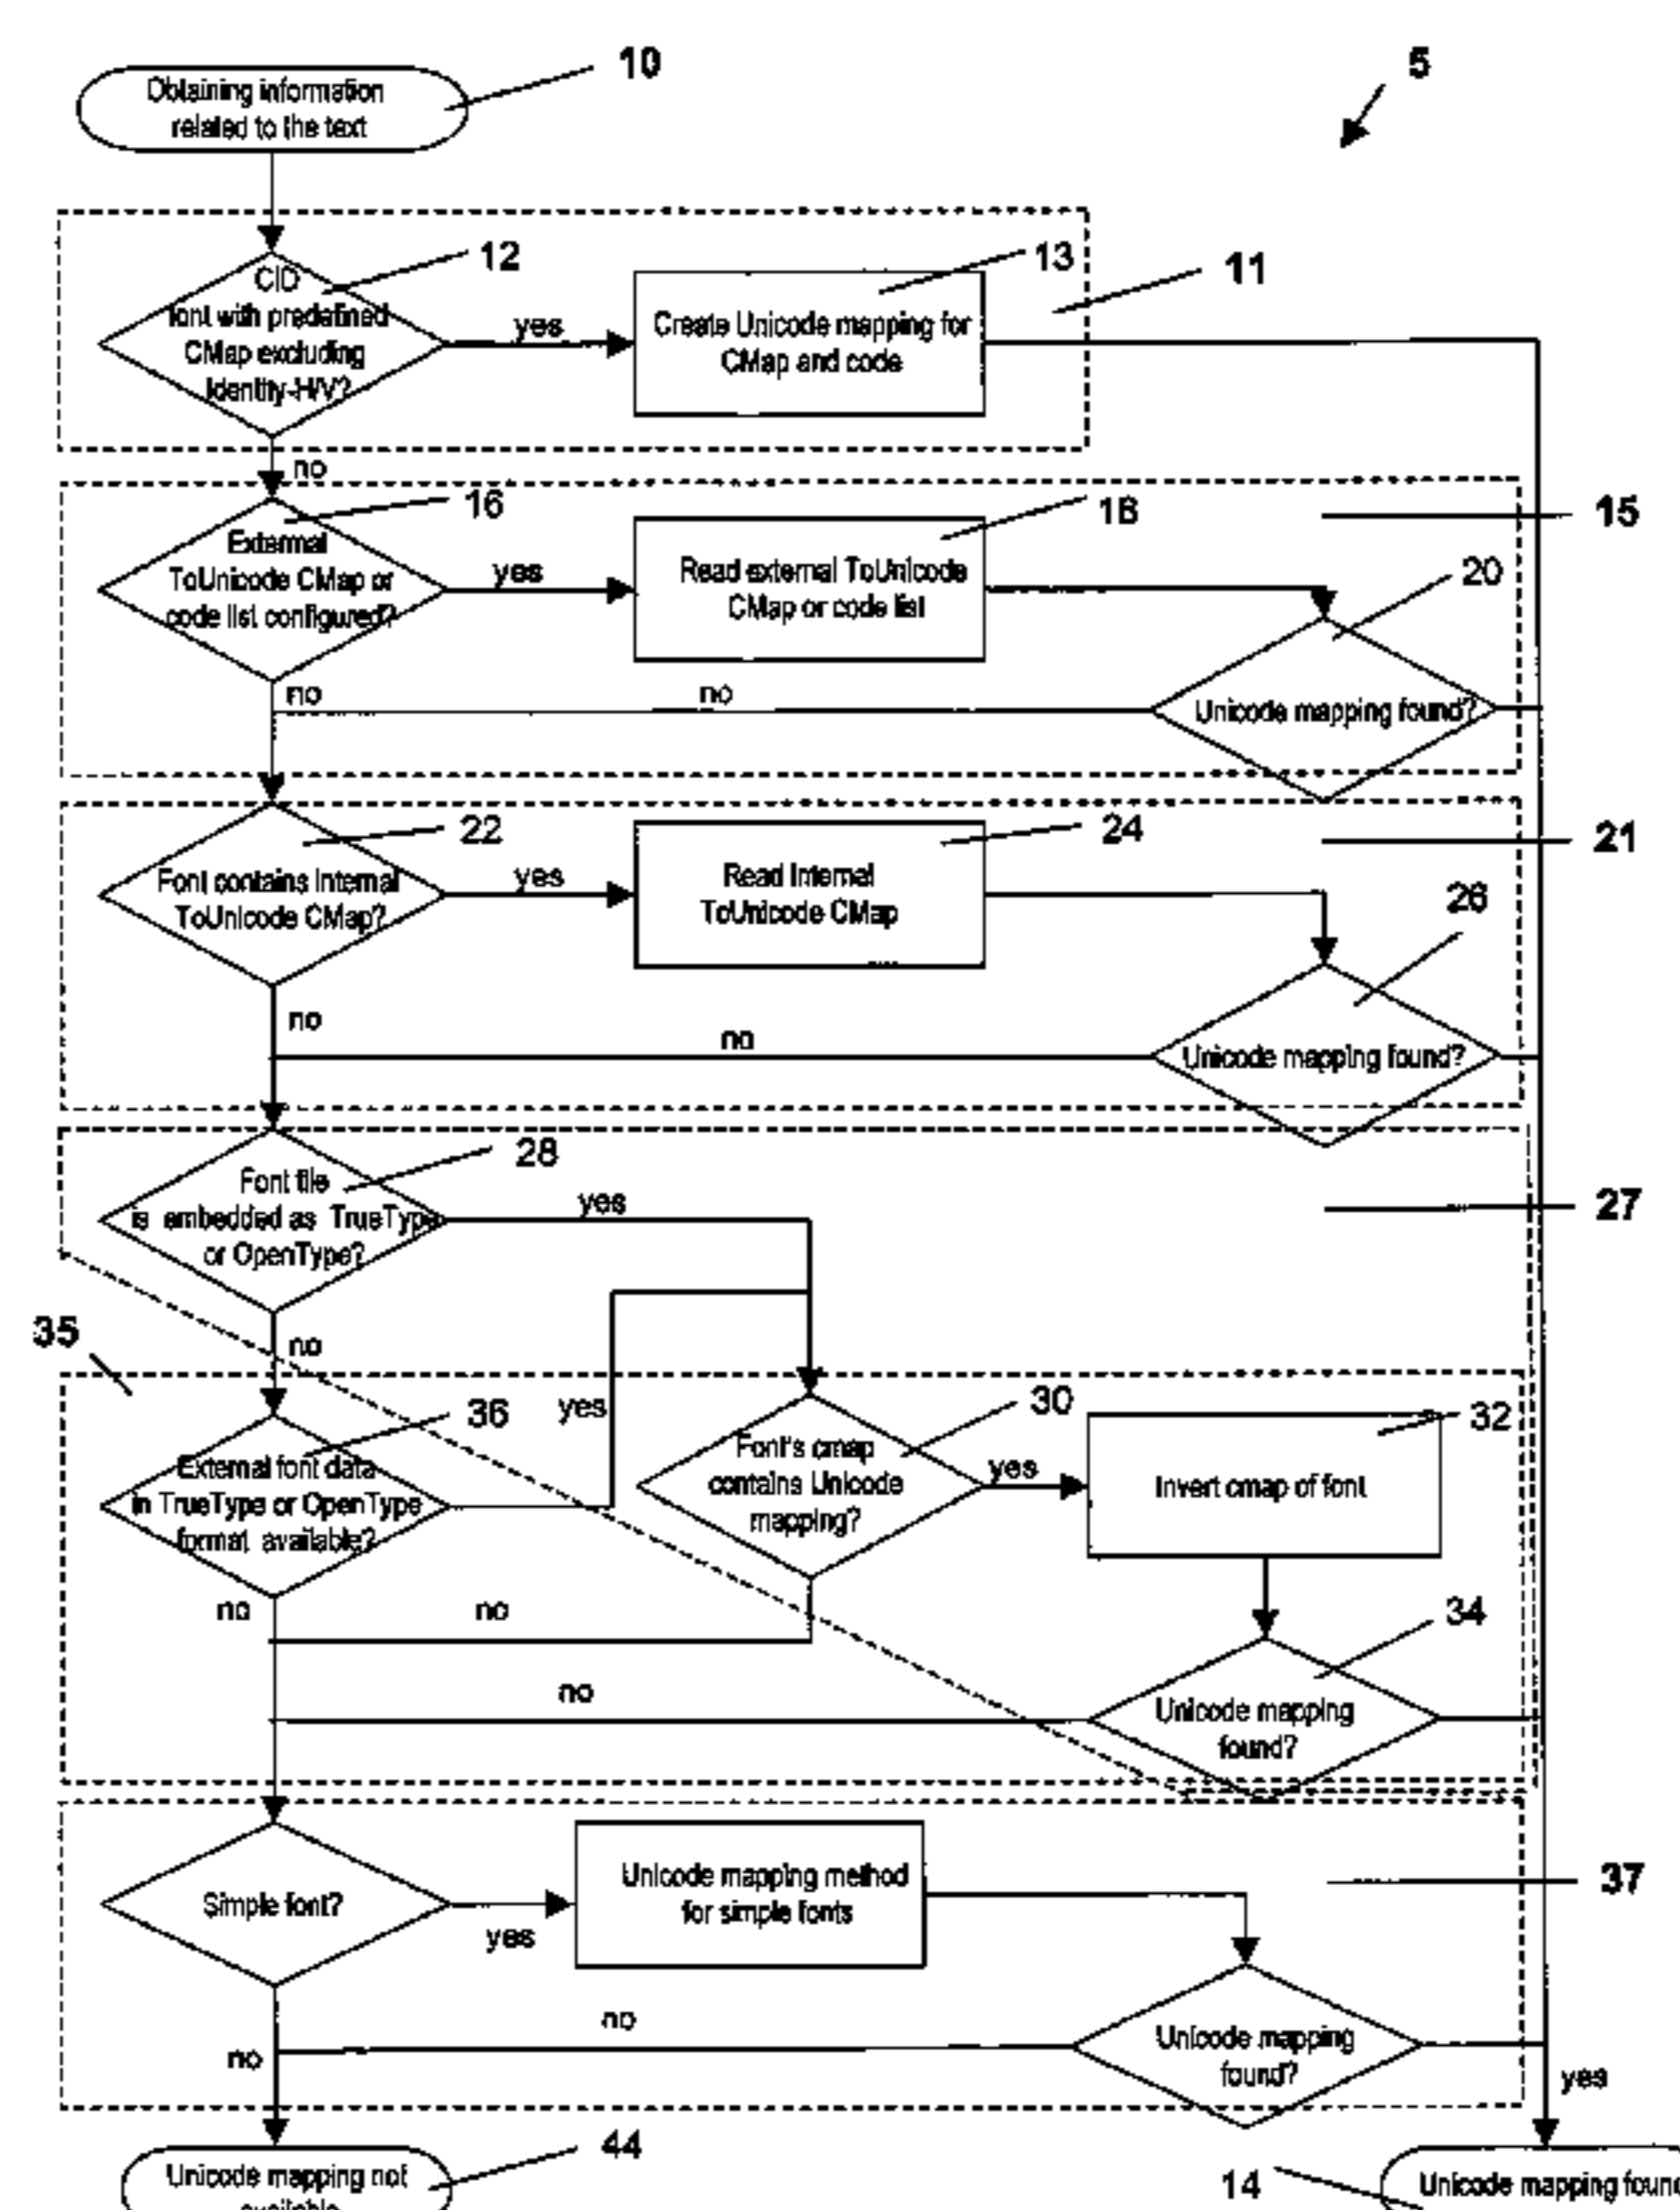 10
5
Obtaining information
related to the text
12
13
11
CID
font with predefined
CMap excluding
Identity-H/V?
yes
Create Unicode mapping for
CMap and code
no
16
18
15
External
ToUnicode CMap or
code list configured?
yes
Read external ToUnicode
CMap or code list
20
no
no
Unicode mapping found?
22
24
21
Font contains internal
ToUnicode CMap?
yes
Read Internal
ToUnicode CMap
26
no
no
Unicode mapping found?
28
Font file
is embedded as TrueType
or OpenType?
yes
27
35
no
36
yes
30
32
External font data
in TrueType or OpenType
format available?
Font's cmap
contains Unicode
mapping?
yes
Invert cmap of font
no
no
34
no
Unicode mapping
found?
Simple font?
yes
Unicode mapping method
for simple fonts
37
no
no
Unicode mapping
found?
yes
44
Unicode mapping not
available
14
Unicode mapping found